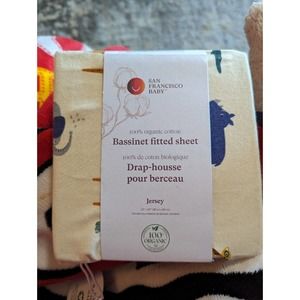 SAN
FRANCISCO
BABY
100% organic cotton
Bassinet fitted sheet
100% de coton biologique
Drap-housse
pour berceau
Jersey
100
ORGANIC